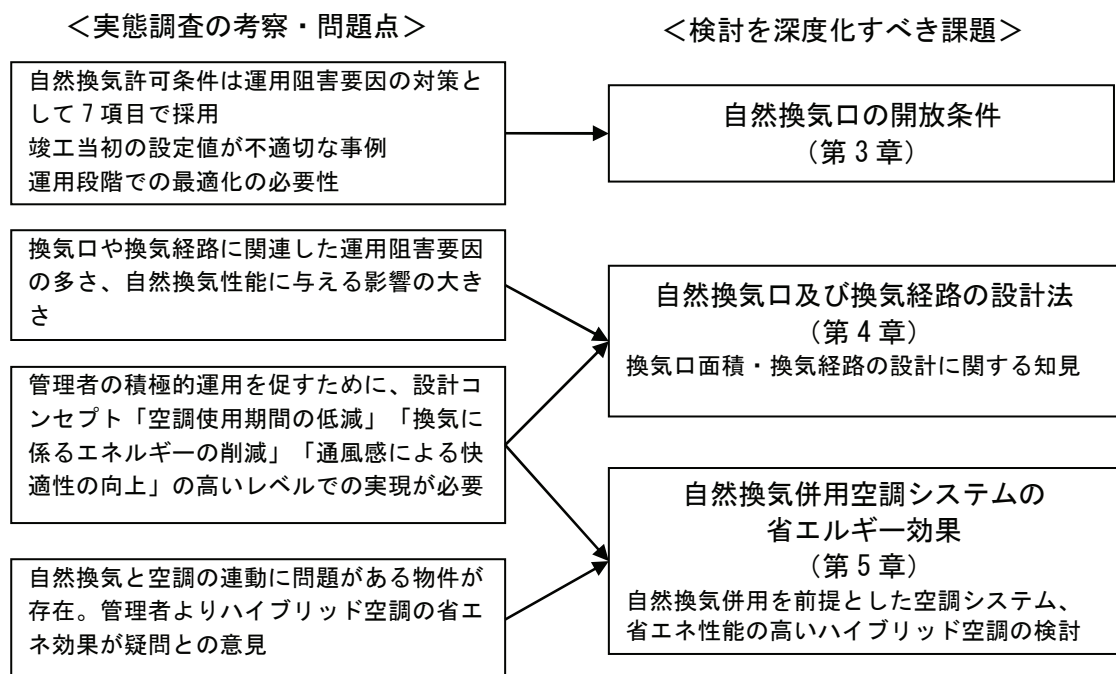 <実態調査の考察・問題点>
自然換気許可条件は運用阻害要因の対策と
して7項目で採用
竣工当初の設定値が不適切な事例
運用段階での最適化の必要性
換気口や換気経路に関連した運用阻害要因
の多さ、自然換気性能に与える影響の大き
さ
管理者の積極的運用を促すために、設計コ
ンセプト「空調使用期間の低減」「換気に
係るエネルギーの削減」「通風感による快
適性の向上」の高いレベルでの実現が必要
自然換気と空調の連動に問題がある物件が
存在。管理者よりハイブリッド空調の省エ
ネ効果が疑問との意見
<検討を深度化すべき課題>
自然換気口の開放条件
(第3章)
自然換気口及び換気経路の設計法
(第4章)
換気口面積・換気経路の設計に関する知見
自然換気併用空調システムの
省エルギー効果
(第5章)
自然換気併用を前提とした空調システム、
省エネ性能の高いハイブリッド空調の検討